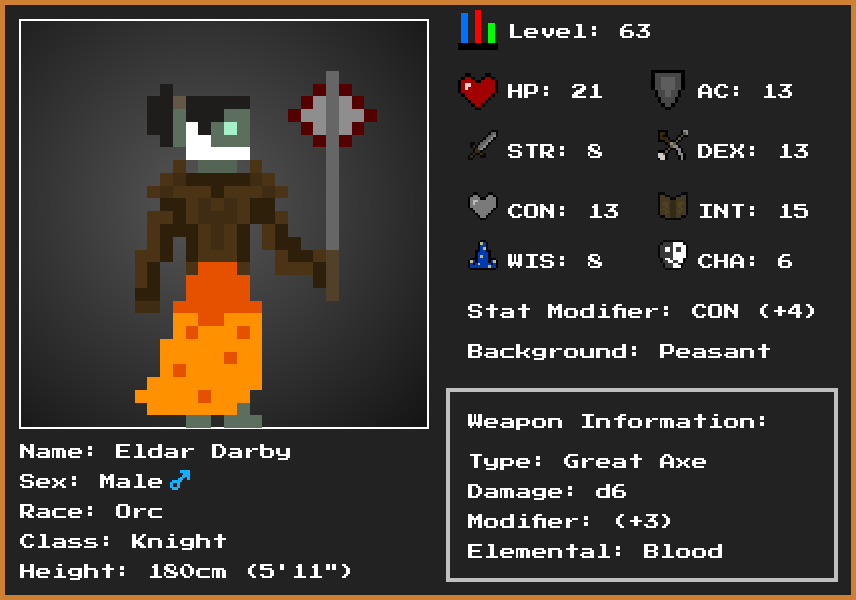 Level: 63
HP: 21
AC: 13
STR: 8
DEX: 13
CON: 13
INT: 15
WIS: 8
CHA: 6
Stat Modifier: CON (+4)
Background: Peasant
Weapon Information:
Type: Great Axe
Damage: d6
Modifier: (+3)
Elemental: Blood
Name: Eldar Darby
Sex: Male♂
Race: Orc
Class: Knight
Height: 180cm (5'11")